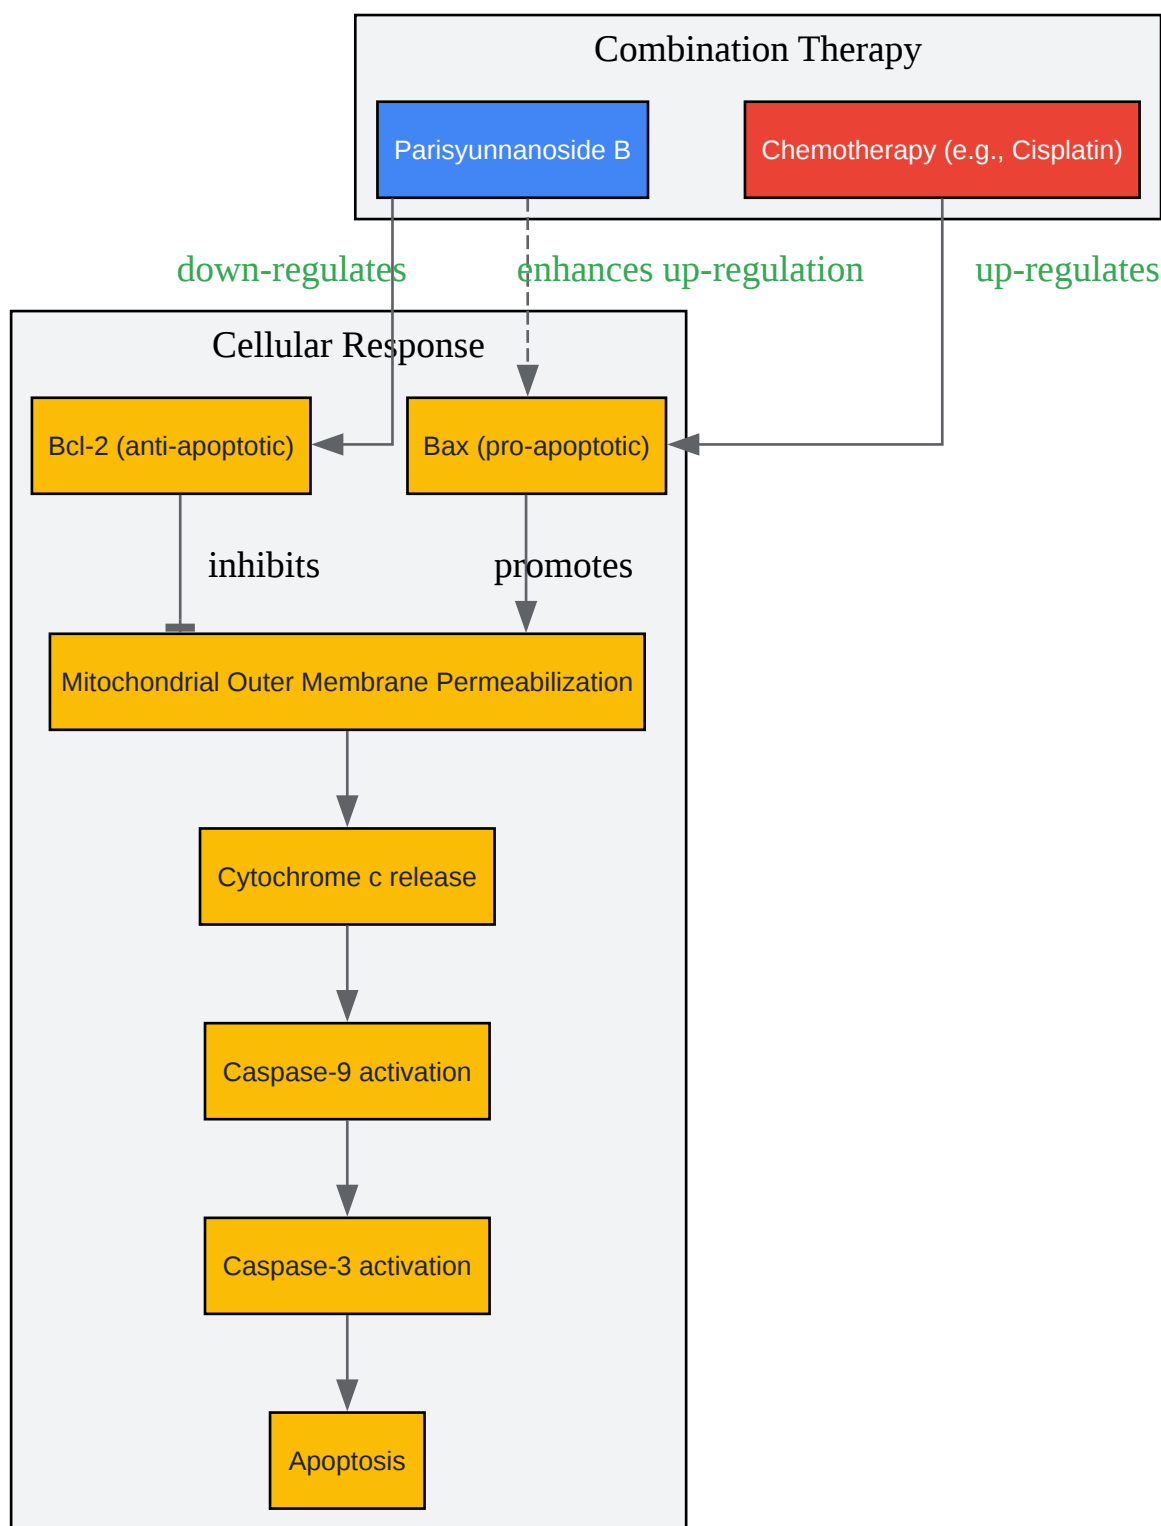 Combination Therapy
Parisyunnanoside B
Chemotherapy (e.g., Cisplatin)
down-regulates
enhances up-regulation
up-regulates
Cellular Response
Bcl-2 (anti-apoptotic)
Bax (pro-apoptotic)
inhibits
promotes
Mitochondrial Outer Membrane Permeabilization
Cytochrome c release
Caspase-9 activation
Caspase-3 activation
Apoptosis